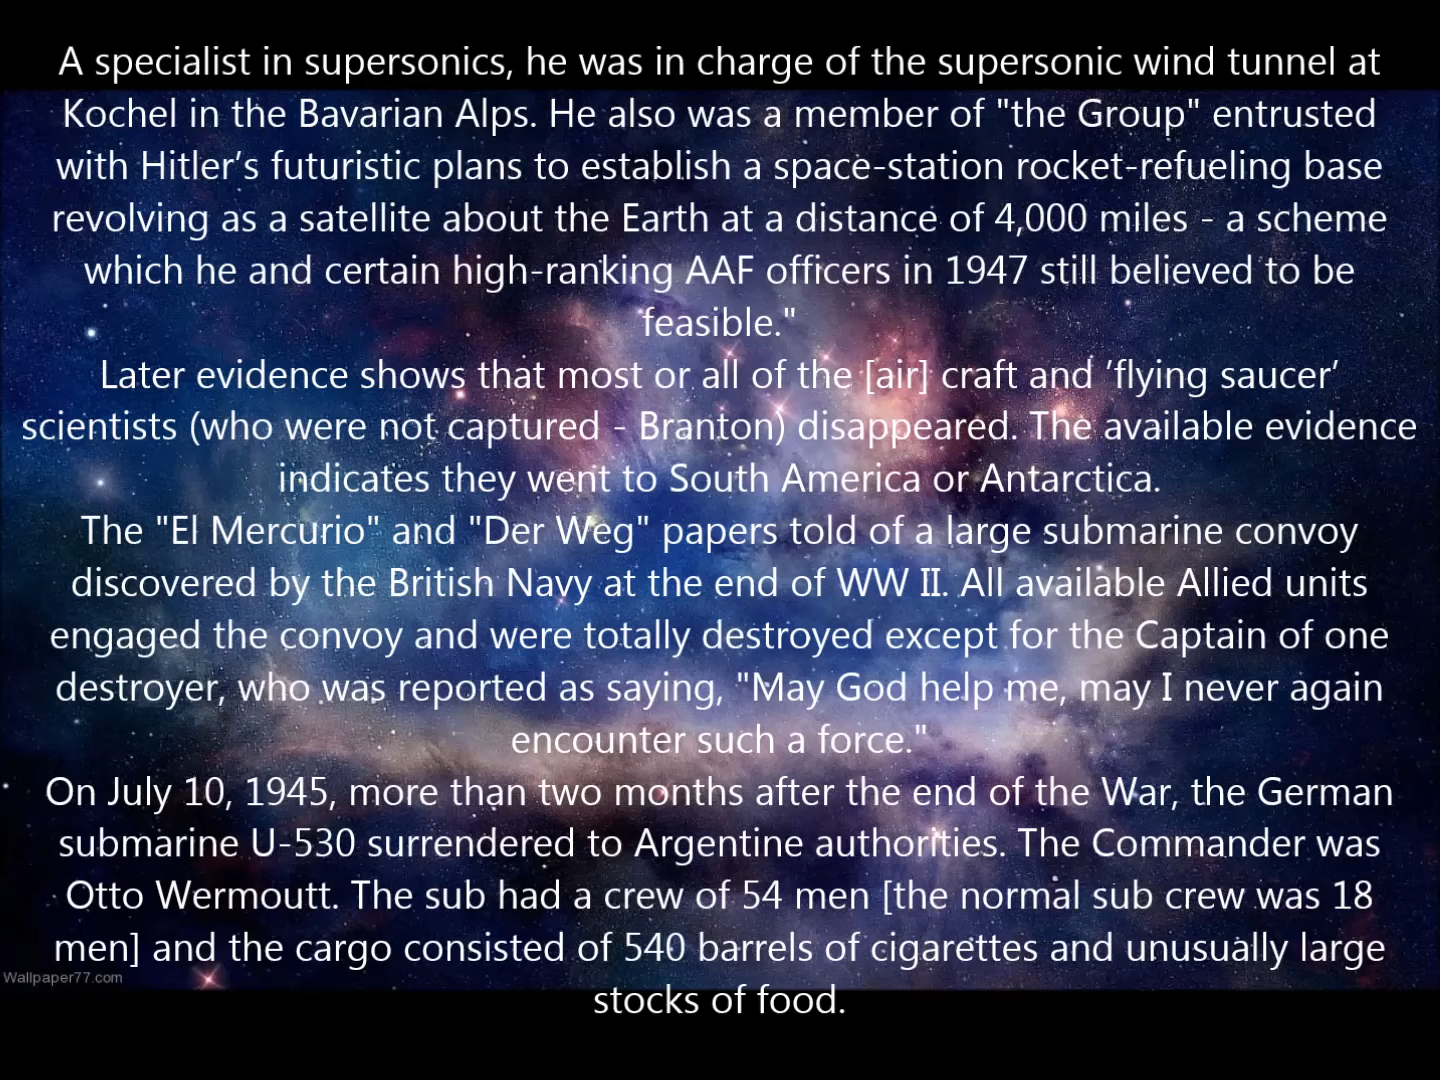 A specialist in supersonics, he was in charge of the supersonic wind tunnel at
Kochel in the Bavarian Alps. He also was a member of "the Group" entrusted
with Hitler’s futuristic plans to establish a space-station rocket-refueling base
revolving as a satellite about the Earth at a distance of 4,000 miles - a scheme
which he and certain high-ranking AAF officers in 1947 still believed to be
feasible."
Later evidence shows that most or all of the [air] craft and ’flying saucer’
scientists (who were not captured - Branton) disappeared. The available evidence
indicates they went to South America or Antarctica.
The "El Mercurio" and "Der Weg" papers told of a large submarine convoy
discovered by the British Navy at the end of WW II. All available Allied units
engaged the convoy and were totally destroyed except for the Captain of one
destroyer, who was reported as saying, "May God help me, may I never again
encounter such a force."
On July 10, 1945, more than two months after the end of the War, the German
submarine U-530 surrendered to Argentine authorities. The Commander was
Otto Wermoutt. The sub had a crew of 54 men [the normal sub crew was 18
men] and the cargo consisted of 540 barrels of cigarettes and unusually large
Wallpaper77.com
stocks of food.